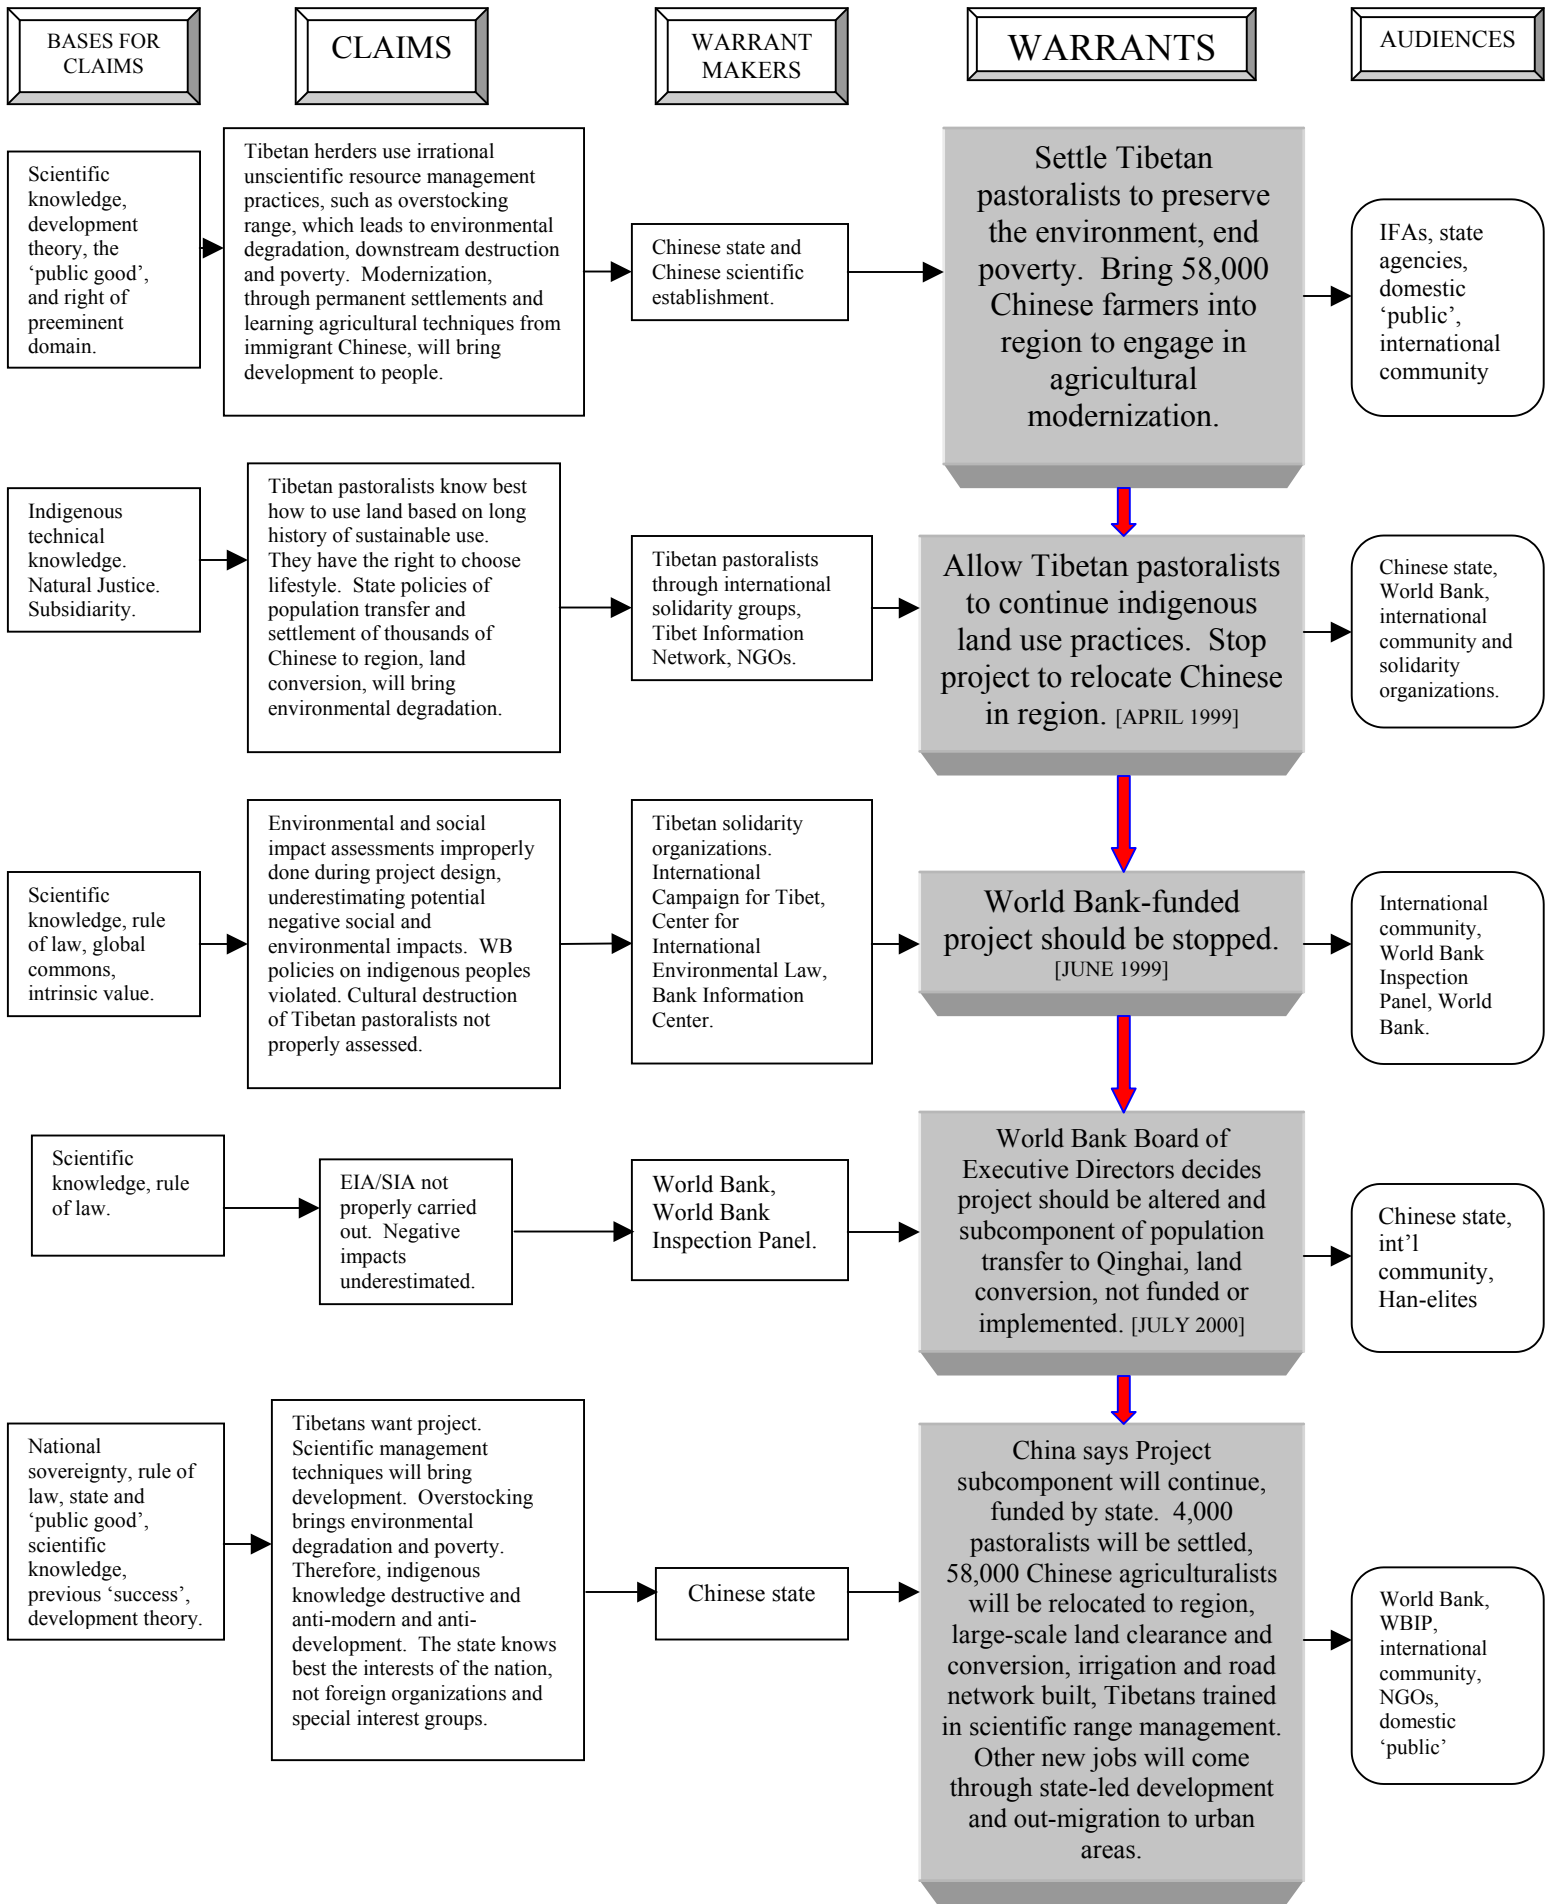 BASES FOR
CLAIMS
CLAIMS
WARRANT
MAKERS
WARRANTS
AUDIENCES
Scientific
knowledge,
development
theory, the
‘public good’,
and right of
preeminent
domain.
Tibetan herders use irrational
unscientific resource management
practices, such as overstocking
range, which leads to environmental
degradation, downstream destruction
and poverty.  Modernization,
through permanent settlements and
learning agricultural techniques from
immigrant Chinese, will bring
development to people.
Chinese state and
Chinese scientific
establishment.
Settle Tibetan
pastoralists to preserve
the environment, end
poverty.  Bring 58,000
Chinese farmers into
region to engage in
agricultural
modernization.
IFAs, state
agencies,
domestic
‘public’,
international
community
Indigenous
technical
knowledge.
Natural Justice.
Subsidiarity.
Tibetan pastoralists know best
how to use land based on long
history of sustainable use.
They have the right to choose
lifestyle.  State policies of
population transfer and
settlement of thousands of
Chinese to region, land
conversion, will bring
environmental degradation.
Tibetan pastoralists
through international
solidarity groups,
Tibet Information
Network, NGOs.
Allow Tibetan pastoralists
to continue indigenous
land use practices.  Stop
project to relocate Chinese
in region. [APRIL 1999]
Chinese state,
World Bank,
international
community and
solidarity
organizations.
Scientific
knowledge, rule
of law, global
commons,
intrinsic value.
Environmental and social
impact assessments improperly
done during project design,
underestimating potential
negative social and
environmental impacts.  WB
policies on indigenous peoples
violated. Cultural destruction
of Tibetan pastoralists not
properly assessed.
Tibetan solidarity
organizations.
International
Campaign for Tibet,
Center for
International
Environmental Law,
Bank Information
Center.
World Bank-funded
project should be stopped.
[JUNE 1999]
International
community,
World Bank
Inspection
Panel, World
Bank.
Scientific
knowledge, rule
of law.
EIA/SIA not
properly carried
out.  Negative
impacts
underestimated.
World Bank,
World Bank
Inspection Panel.
World Bank Board of
Executive Directors decides
project should be altered and
subcomponent of population
transfer to Qinghai, land
conversion, not funded or
implemented. [JULY 2000]
Chinese state,
int’l
community,
Han-elites
National
sovereignty, rule of
law, state and
‘public good’,
scientific
knowledge,
previous ‘success’,
development theory.
Tibetans want project.
Scientific management
techniques will bring
development.  Overstocking
brings environmental
degradation and poverty.
Therefore, indigenous
knowledge destructive and
anti-modern and anti-
development.  The state knows
best the interests of the nation,
not foreign organizations and
special interest groups.
Chinese state
China says Project
subcomponent will continue,
funded by state.  4,000
pastoralists will be settled,
58,000 Chinese agriculturalists
will be relocated to region,
large-scale land clearance and
conversion, irrigation and road
network built, Tibetans trained
in scientific range management.
Other new jobs will come
through state-led development
and out-migration to urban
areas.
World Bank,
WBIP,
international
community,
NGOs,
domestic
‘public’